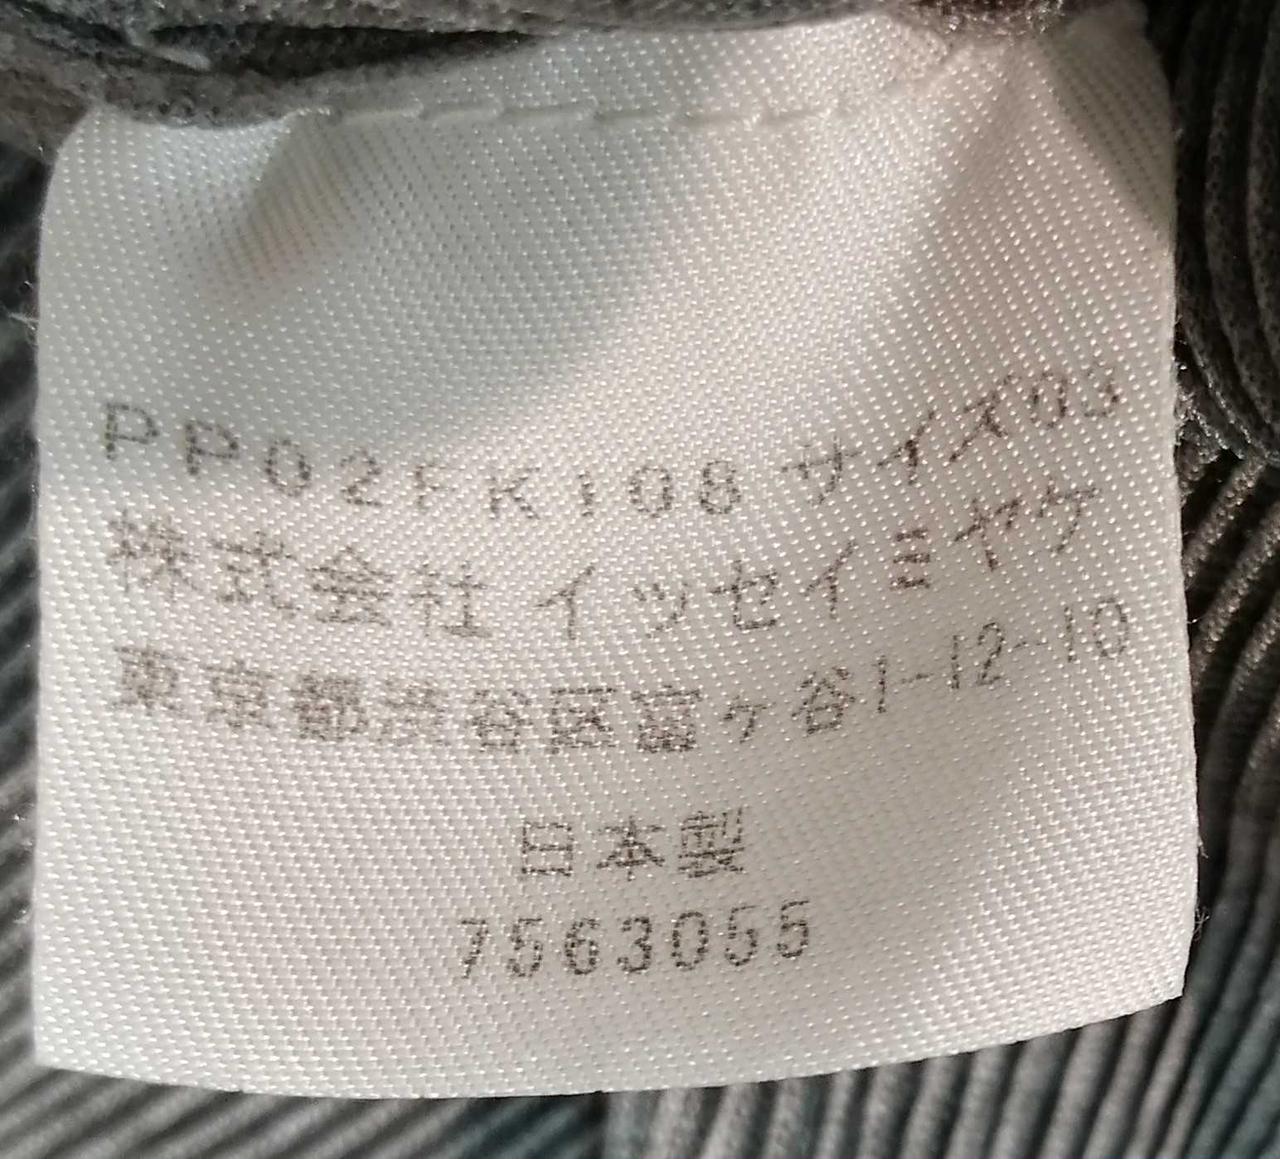 PP02FK108 サイズ03
株式会社 イッセイミヤケ
東京都渋谷区富ヶ谷1-12-10
日本製
7563055